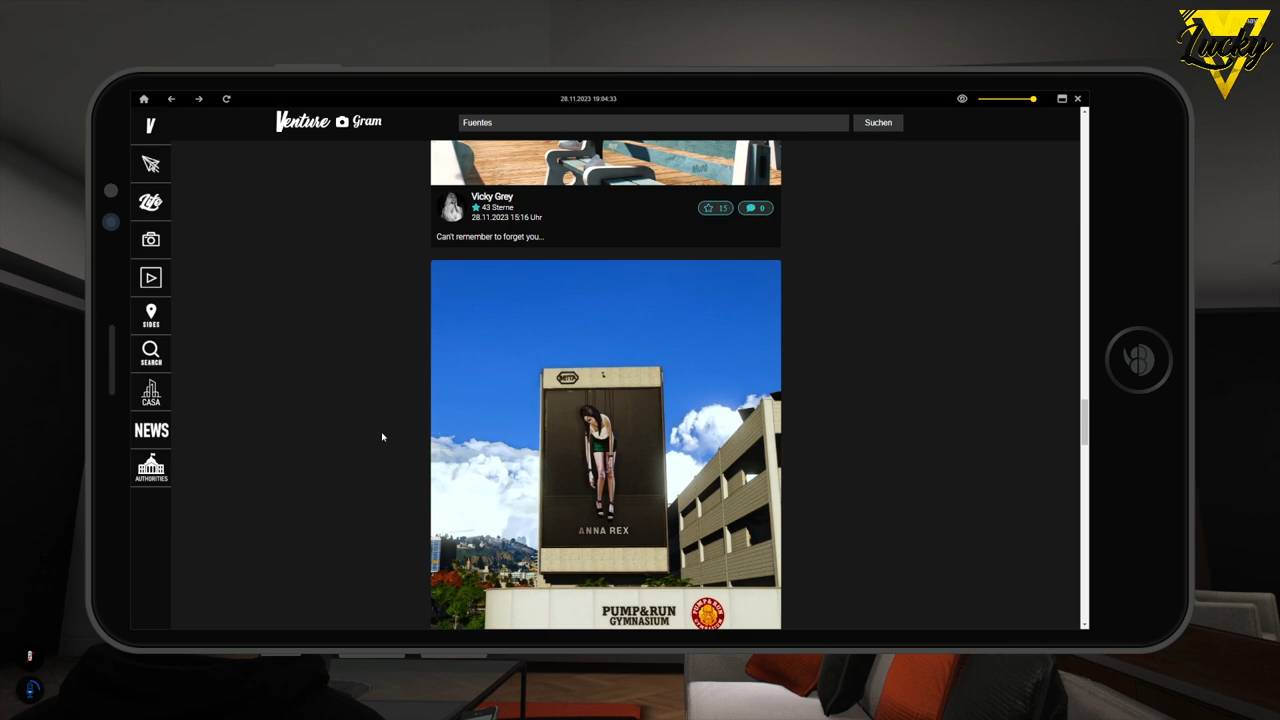 Lucky
V
28.11.2023 19:04:33
Venture Gram
Fuentes
Suchen
V
Life
SIDES
SEARCH
CASA
NEWS
AUTHORITIES
Vicky Grey
43 Sterne
28.11.2023 15:16 Uhr
15
0
Can't remember to forget you...
ANNA REX
PUMP&RUN
GYMNASIUM